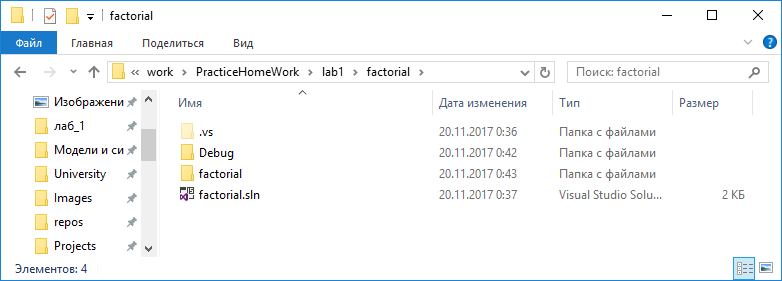 factorial
Файл Главная Поделиться Вид
« work PracticeHomeWork lab1 factorial
Поиск: factorial
Имя Дата изменения Тип Размер
.vs 20.11.2017 0:36 Папка с файлами
Debug 20.11.2017 0:42 Папка с файлами
factorial 20.11.2017 0:43 Папка с файлами
factorial.sln 20.11.2017 0:37 Visual Studio Solu... 2 КБ
Изображени
лаб_1
Модели и си
University
Images
repos
Projects
Элементов: 4